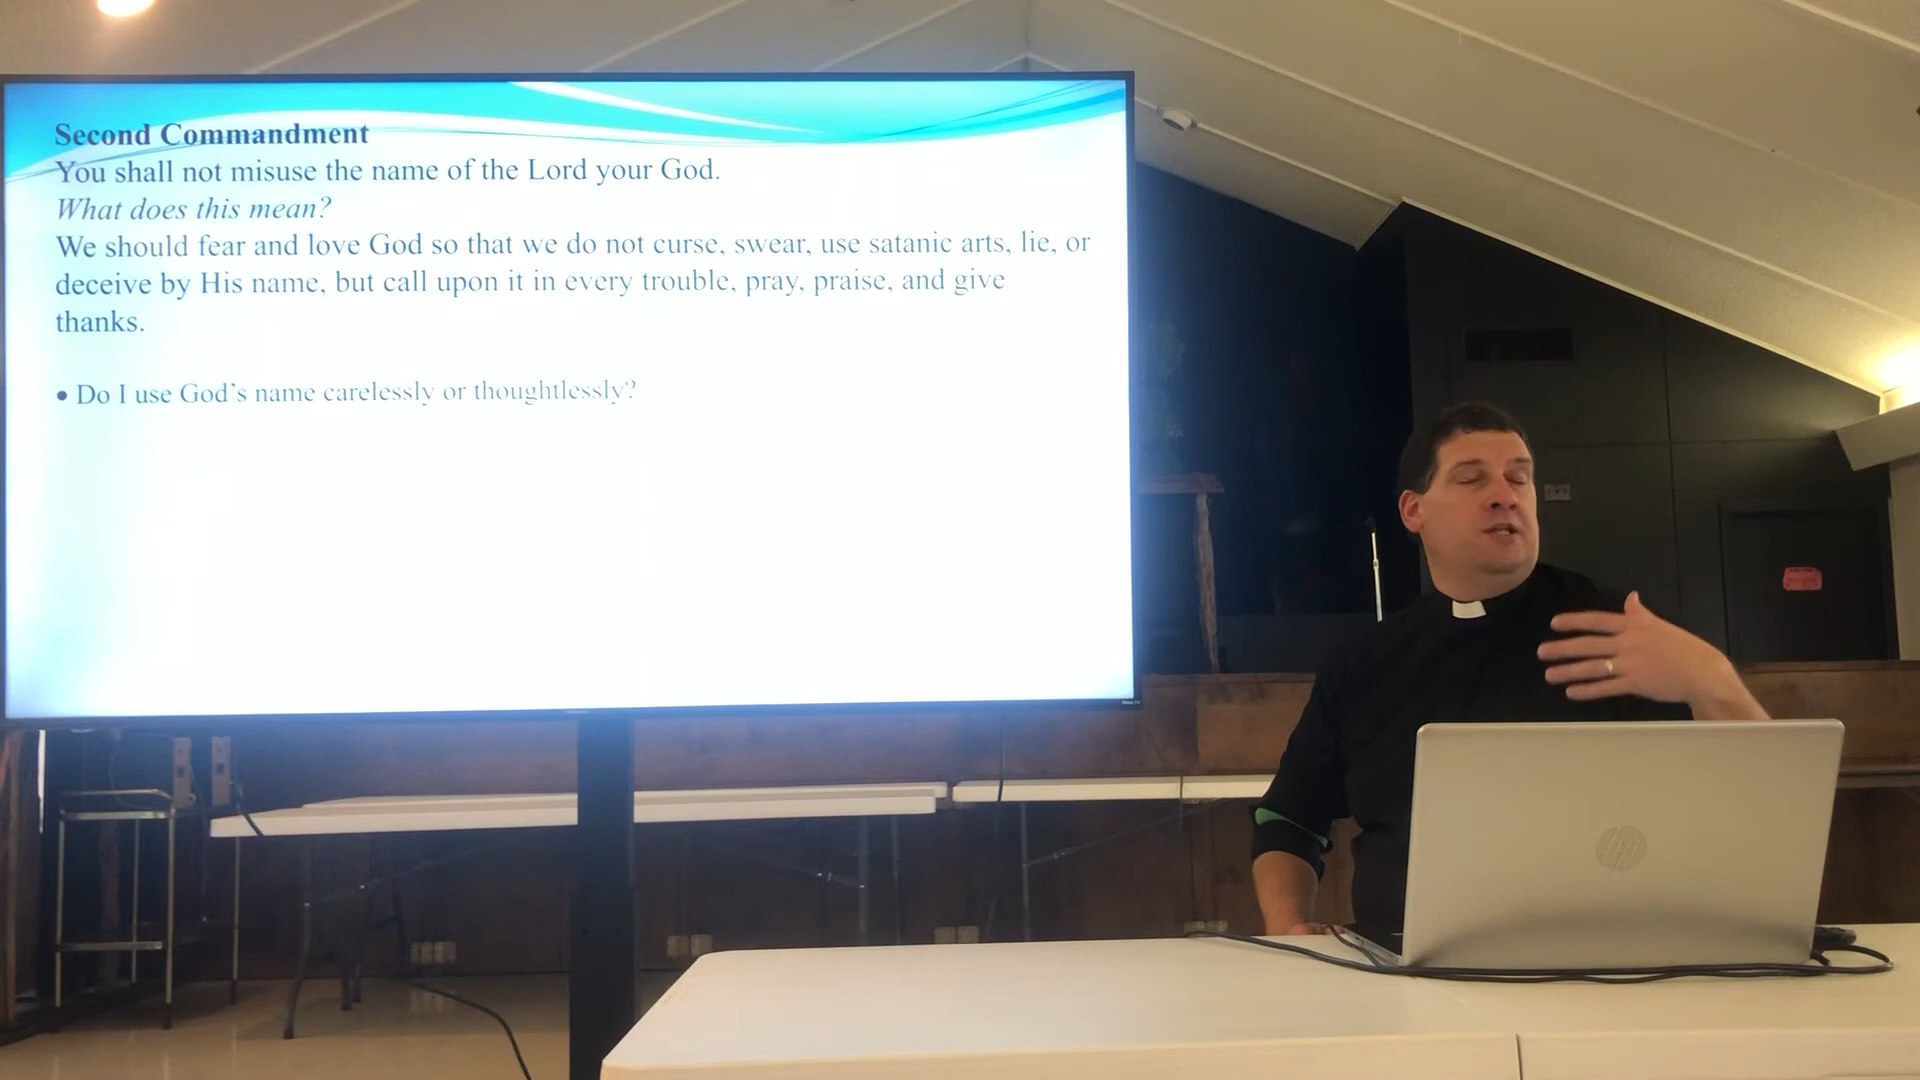 Second Commandment
You shall not misuse the name of the Lord your God.
What does this mean?
We should fear and love God so that we do not curse, swear, use satanic arts, lie, or
deceive by His name, but call upon it in every trouble, pray, praise, and give
thanks.
• Do I use God's name carelessly or thoughtlessly?
hp